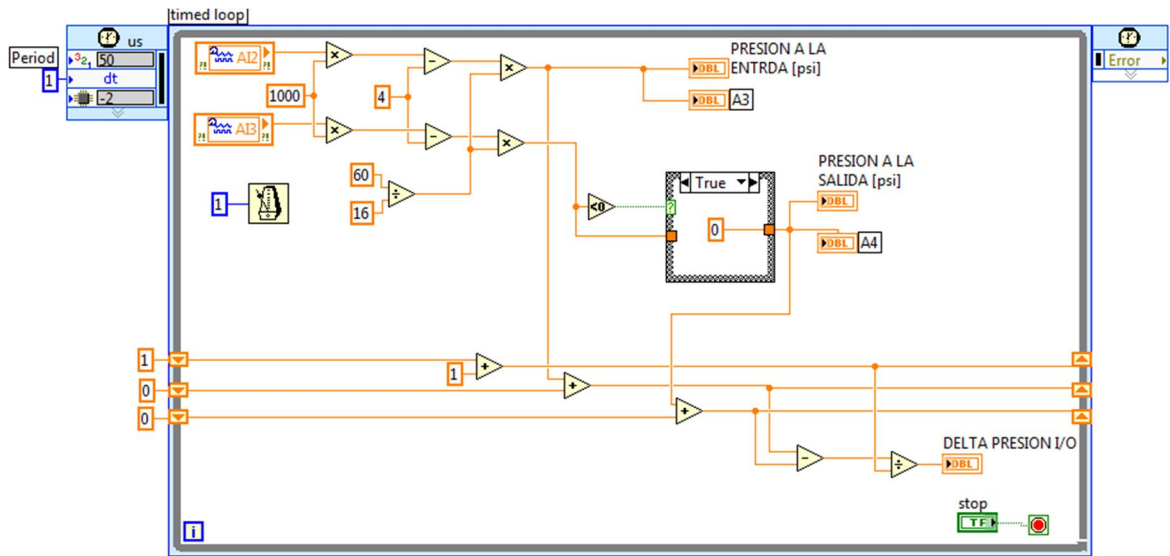 timed loop
us
Period
50
1
dt
-2
Error
AI2
1000
4
AI3
PRESION A LA
ENTRDA [psi]
DBL
DBL A3
60
16
1
<0
True
?
0
PRESION A LA
SALIDA [psi]
DBL
DBL A4
1
1
0
0
DELTA PRESION I/O
DBL
stop
TF
i